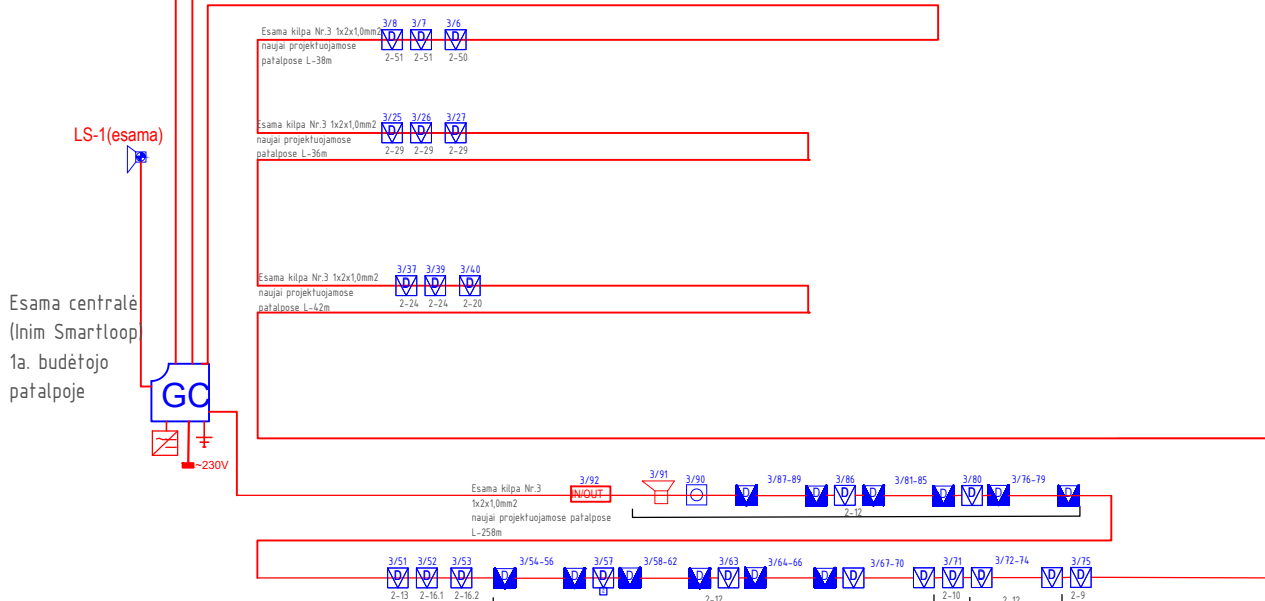 3/8 3/7 3/6
Esama kilpa Nr.3 1x2x1,0mm2
naujai projektuojamose
patalpose L-38m
D D D
2-51 2-51 2-50
3/25 3/26 3/27
Esama kilpa Nr.3 1x2x1,0mm2
naujai projektuojamose
patalpose L-36m
D D D
2-29 2-29 2-29
LS-1(esama)
3/37 3/39 3/40
Esama kilpa Nr.3 1x2x1,0mm2
naujai projektuojamose
patalpose L-42m
D D D
2-24 2-24 2-20
Esama centralė
(Inim Smartloop)
1a. budėtojo
patalpoje
GC
~230V
Esama kilpa Nr.3
1x2x1,0mm2
naujai projektuojamose patalpose
L-258m
3/92 3/91 3/90 3/87-89 3/86 3/81-85 3/80 3/76-79
IN/OUT D D D D D D D
2-12
3/51 3/52 3/53 3/54-56 3/57 3/58-62 3/63 3/64-66 3/67-70 3/71 3/72-74 3/75
D D D D D D D D D D D D D D D D D D
2-13 2-16.1 2-16.2 2-12 2-10 2-12 2-9